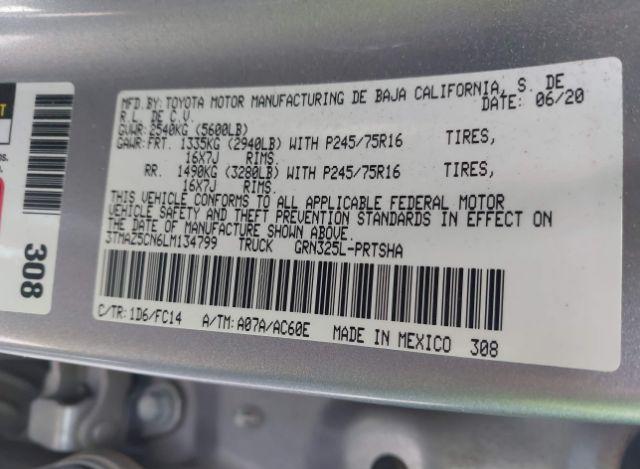 MFD.BY: TOYOTA MOTOR MANUFACTURING DE BAJA CALIFORNIA, S. DE
R.L. DE C.V. DATE: 06/20
GVWR: 2540KG (5600LB)
GAWR: FRT. 1335KG (2940LB) WITH P245/75R16 TIRES,
16X7J RIMS.
RR. 1490KG (3280LB) WITH P245/75R16 TIRES,
16X7J RIMS.
THIS VEHICLE CONFORMS TO ALL APPLICABLE FEDERAL MOTOR
VEHICLE SAFETY AND THEFT PREVENTION STANDARDS IN EFFECT ON
THE DATE OF MANUFACTURE SHOWN ABOVE.
3TMAZ5CN6LM134799 TRUCK GRN325L-PRTSHA
C/TR: 1D6/FC14 A/TM: A07A/AC60E MADE IN MEXICO 308
308